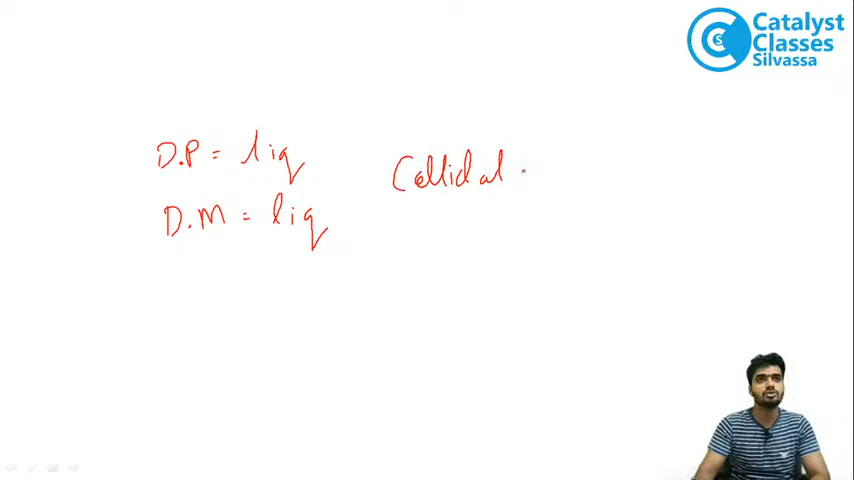 Catalyst
Classes
Silvassa
D.P = liq
D.M = liq
Collidal